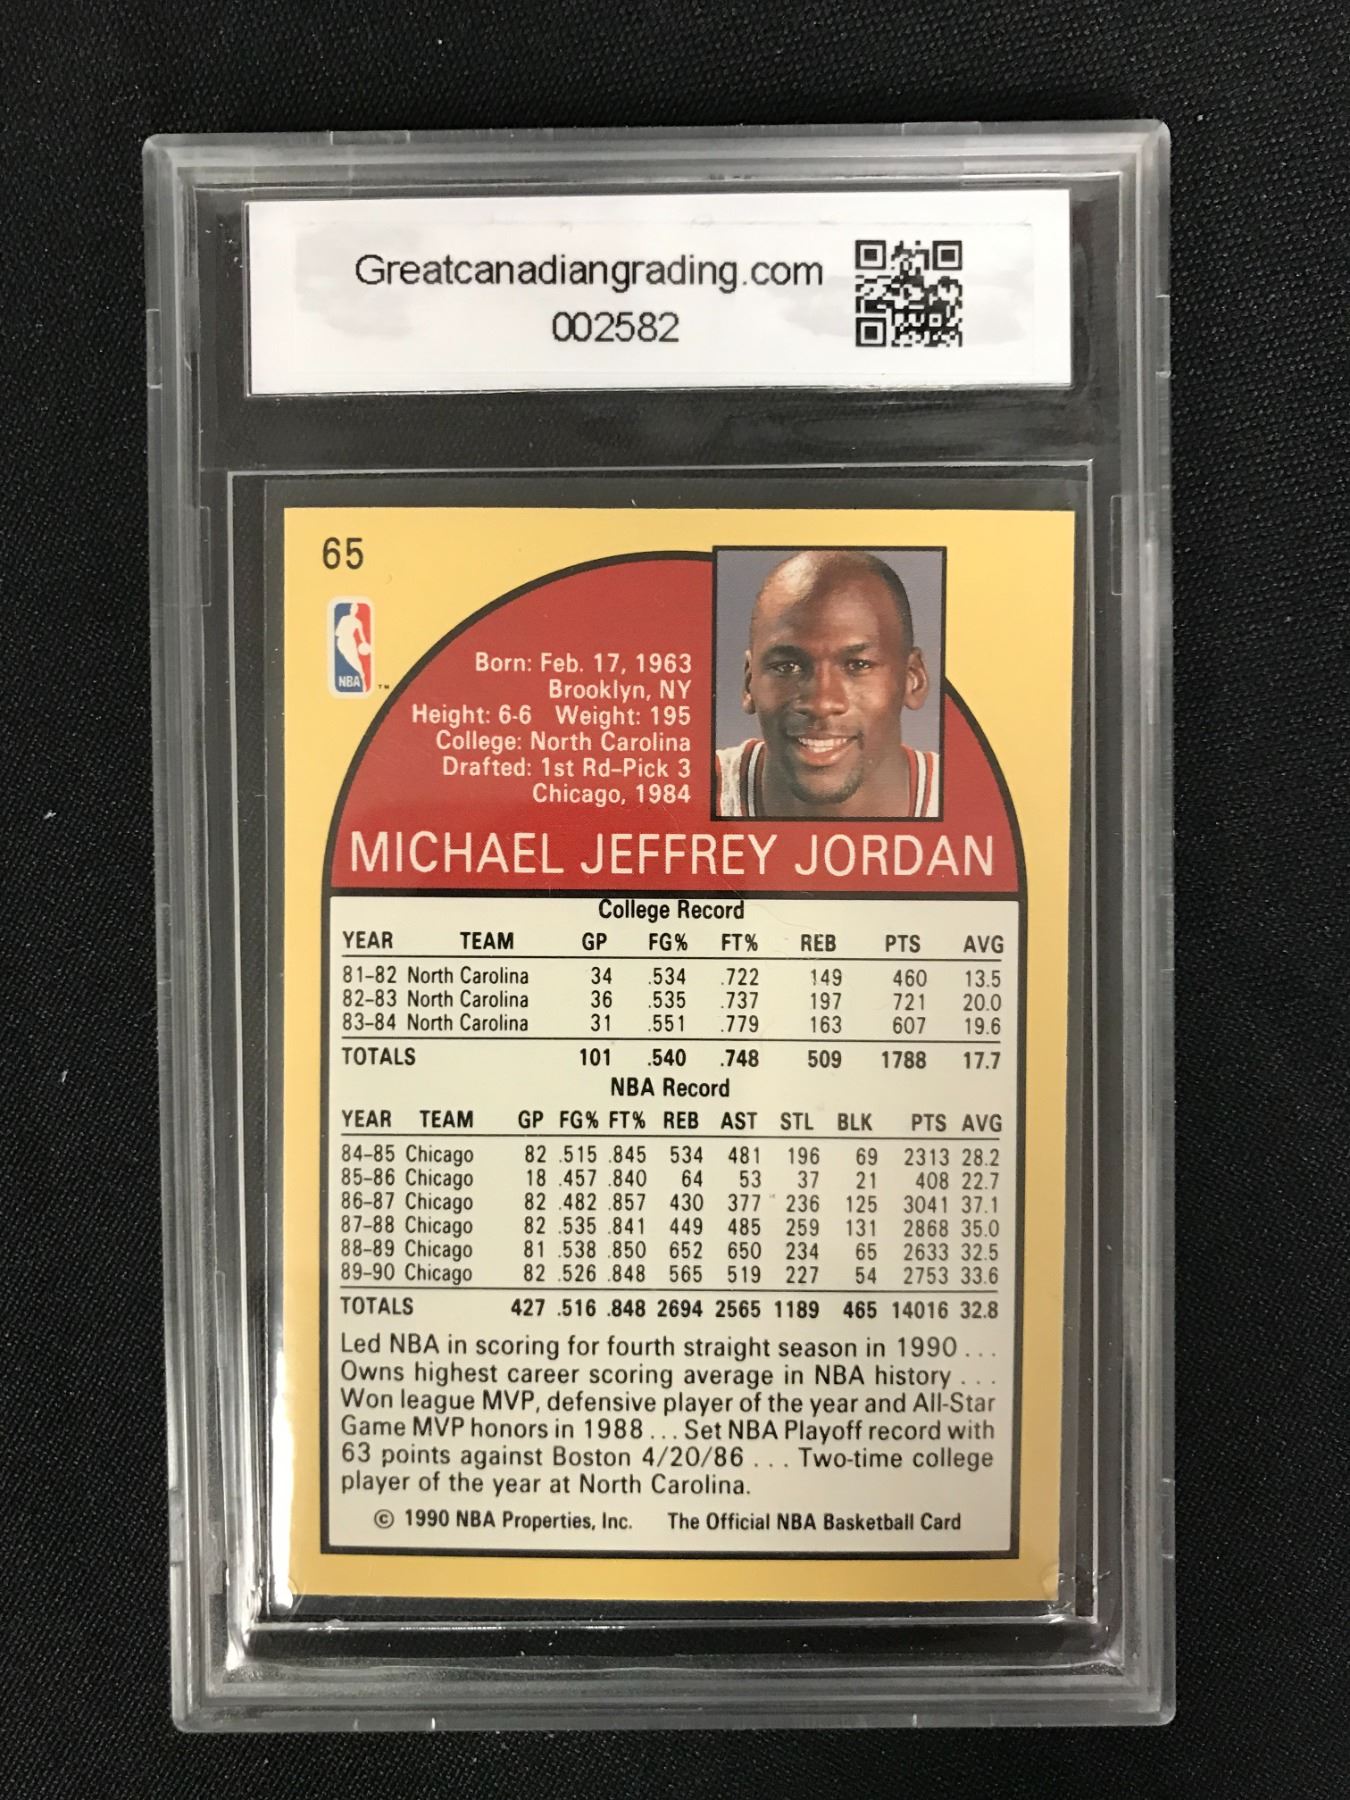 Greatcanadiangrading.com
002582
65
NBA
™
Born: Feb. 17, 1963
Brooklyn, NY
Height: 6-6 Weight: 195
College: North Carolina
Drafted: 1st Rd–Pick 3
Chicago, 1984
MICHAEL JEFFREY JORDAN
College Record
YEAR TEAM GP FG% FT% REB PTS AVG
81–82 North Carolina 34 .534 .722 149 460 13.5
82–83 North Carolina 36 .535 .737 197 721 20.0
83–84 North Carolina 31 .551 .779 163 607 19.6
TOTALS 101 .540 .748 509 1788 17.7
NBA Record
YEAR TEAM GP FG% FT% REB AST STL BLK PTS AVG
84–85 Chicago 82 .515 .845 534 481 196 69 2313 28.2
85–86 Chicago 18 .457 .840 64 53 37 21 408 22.7
86–87 Chicago 82 .482 .857 430 377 236 125 3041 37.1
87–88 Chicago 82 .535 .841 449 485 259 131 2868 35.0
88–89 Chicago 81 .538 .850 652 650 234 65 2633 32.5
89–90 Chicago 82 .526 .848 565 519 227 54 2753 33.6
TOTALS 427 .516 .848 2694 2565 1189 465 14016 32.8
Led NBA in scoring for fourth straight season in 1990 . . .
Owns highest career scoring average in NBA history . . .
Won league MVP, defensive player of the year and All-Star
Game MVP honors in 1988 . . . Set NBA Playoff record with
63 points against Boston 4/20/86 . . . Two-time college
player of the year at North Carolina.
© 1990 NBA Properties, Inc. The Official NBA Basketball Card